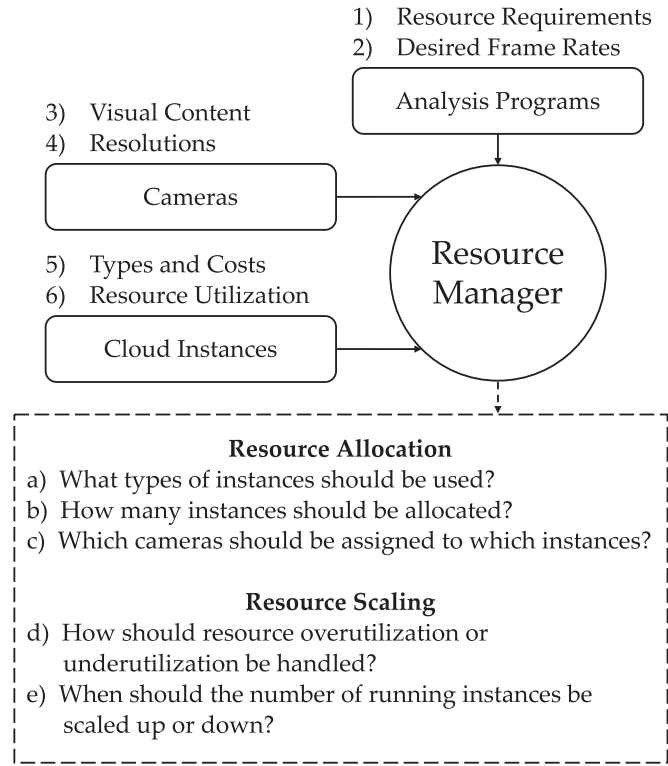 1) Resource Requirements
2) Desired Frame Rates
Analysis Programs
3) Visual Content
4) Resolutions
Cameras
5) Types and Costs
6) Resource Utilization
Cloud Instances
Resource
Manager
Resource Allocation
a) What types of instances should be used?
b) How many instances should be allocated?
c) Which cameras should be assigned to which instances?
Resource Scaling
d) How should resource overutilization or
underutilization be handled?
e) When should the number of running instances be
scaled up or down?